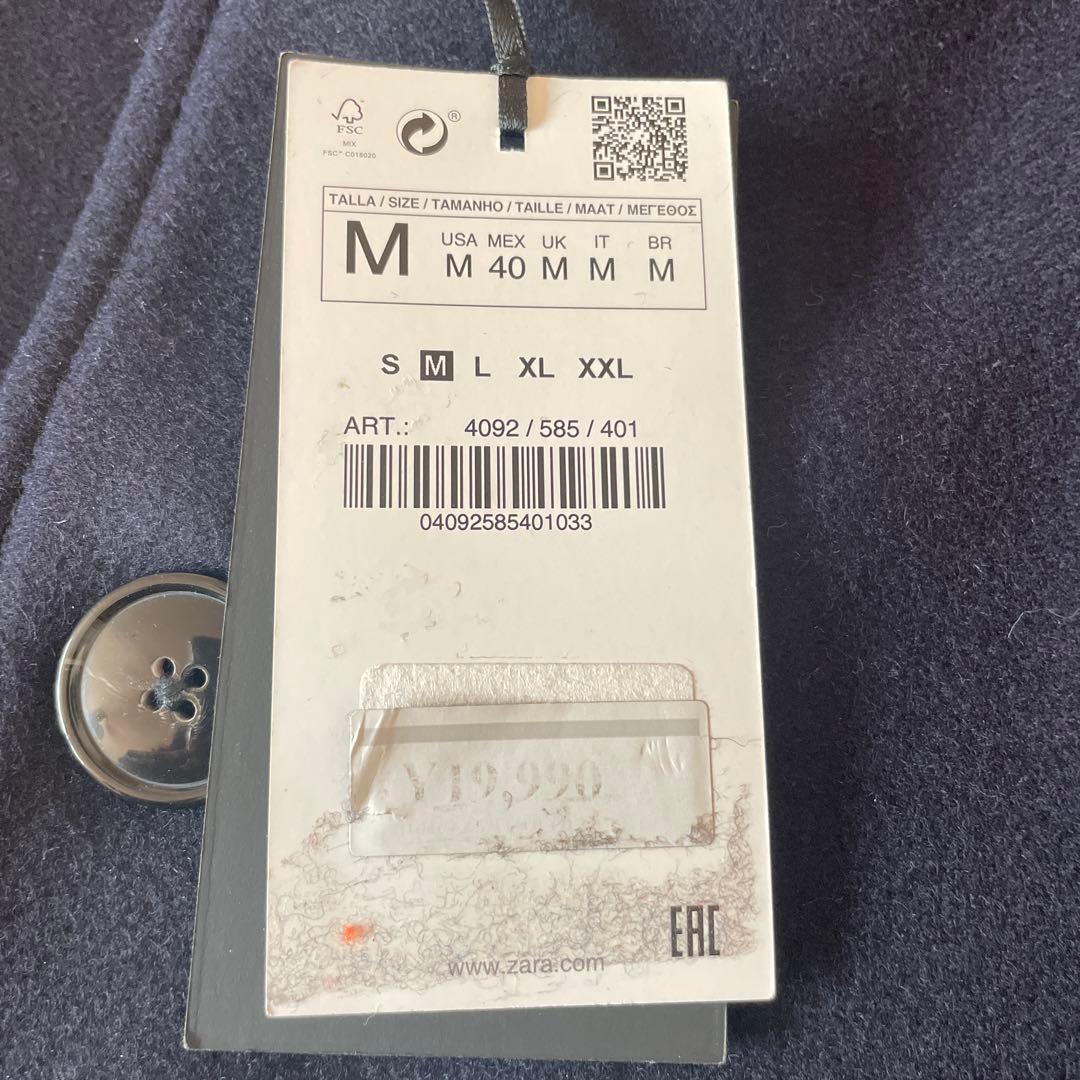 FSC
MIX
FSC™ C018020
®
TALLA / SIZE / TAMANHO / TAILLE / MAAT / ΜΕΓΕΘΟΣ
M
USA MEX UK IT BR
M 40 M M M
S M L XL XXL
ART.: 4092 / 585 / 401
04092585401033
Y19,990
EAC
www.zara.com